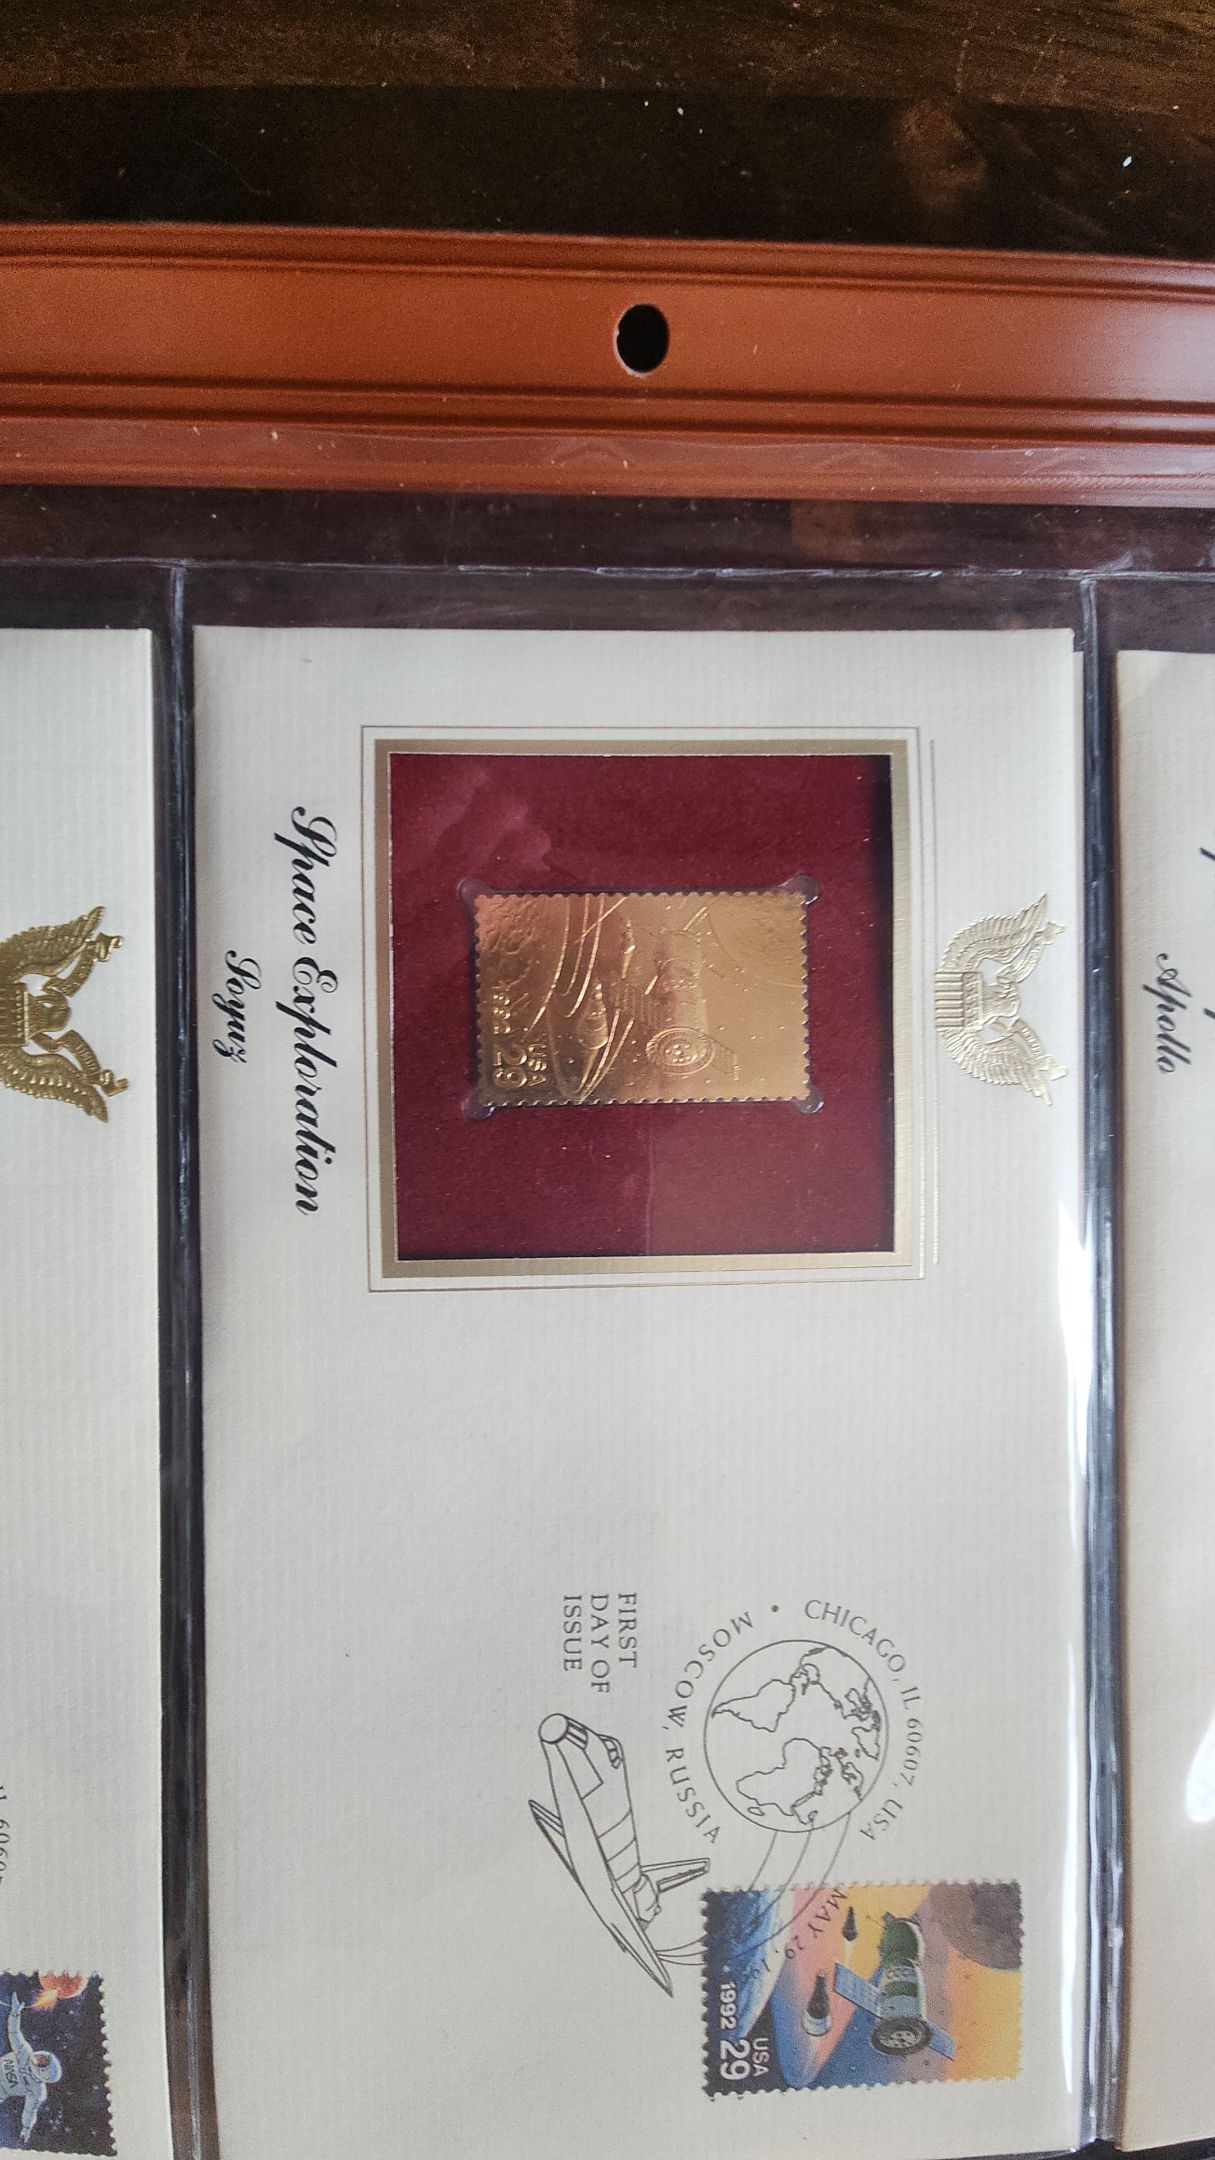 Apollo
Space Exploration
Soyuz
USA
1992 29
CHICAGO, IL 60607, USA
MOSCOW, RUSSIA
FIRST
DAY OF
ISSUE
MAY 29,
USA
1992 29
NASA